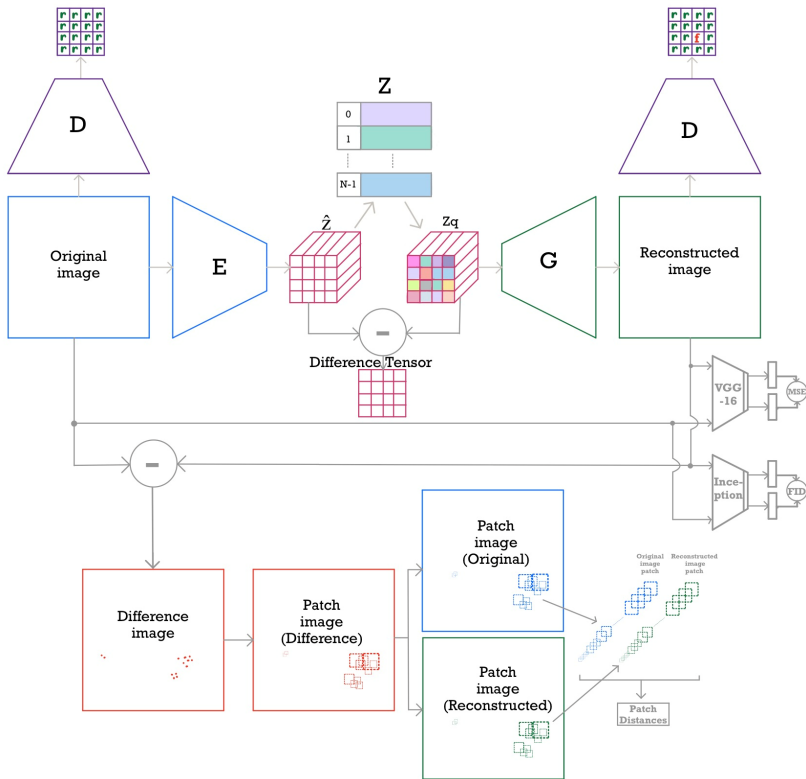 r r r r
r r r r
r r r r
r r r r
r r r r
r r r r
r r f r
r r r r
D
D
Z
0
1
N-1
Original
image
E
Ẑ
Zq
G
Reconstructed
image
Difference Tensor
VGG
-16
MSE
Ince-
ption
FID
Patch
image
(Original)
Original
image
patch
Reconstructed
image
patch
Difference
image
Patch
image
(Difference)
Patch
image
(Reconstructed)
Patch
Distances